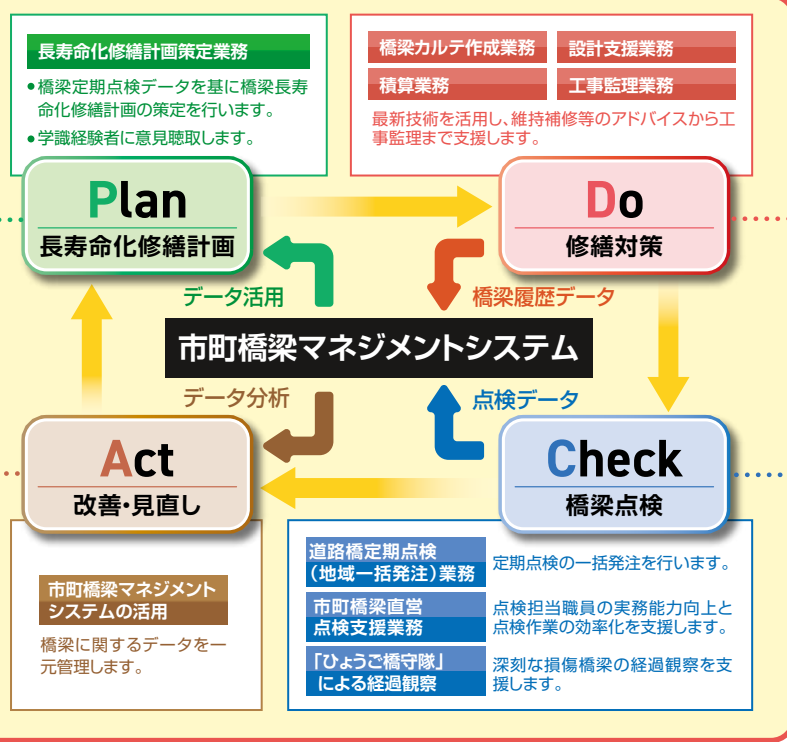 長寿命化修繕計画策定業務
●橋梁定期点検データを基に橋梁長寿
命化修繕計画の策定を行います。
●学識経験者に意見聴取します。
橋梁カルテ作成業務
設計支援業務
積算業務
工事監理業務
最新技術を活用し、維持補修等のアドバイスから工
事監理まで支援します。
Plan
長寿命化修繕計画
Do
修繕対策
データ活用
橋梁履歴データ
市町橋梁マネジメントシステム
データ分析
点検データ
Act
改善・見直し
Check
橋梁点検
市町橋梁マネジメント
システムの活用
橋梁に関するデータを一
元管理します。
道路橋定期点検
(地域一括発注)業務
定期点検の一括発注を行います。
市町橋梁直営
点検支援業務
点検担当職員の実務能力向上と
点検作業の効率化を支援します。
「ひょうご橋守隊」
による経過観察
深刻な損傷橋梁の経過観察を支
援します。